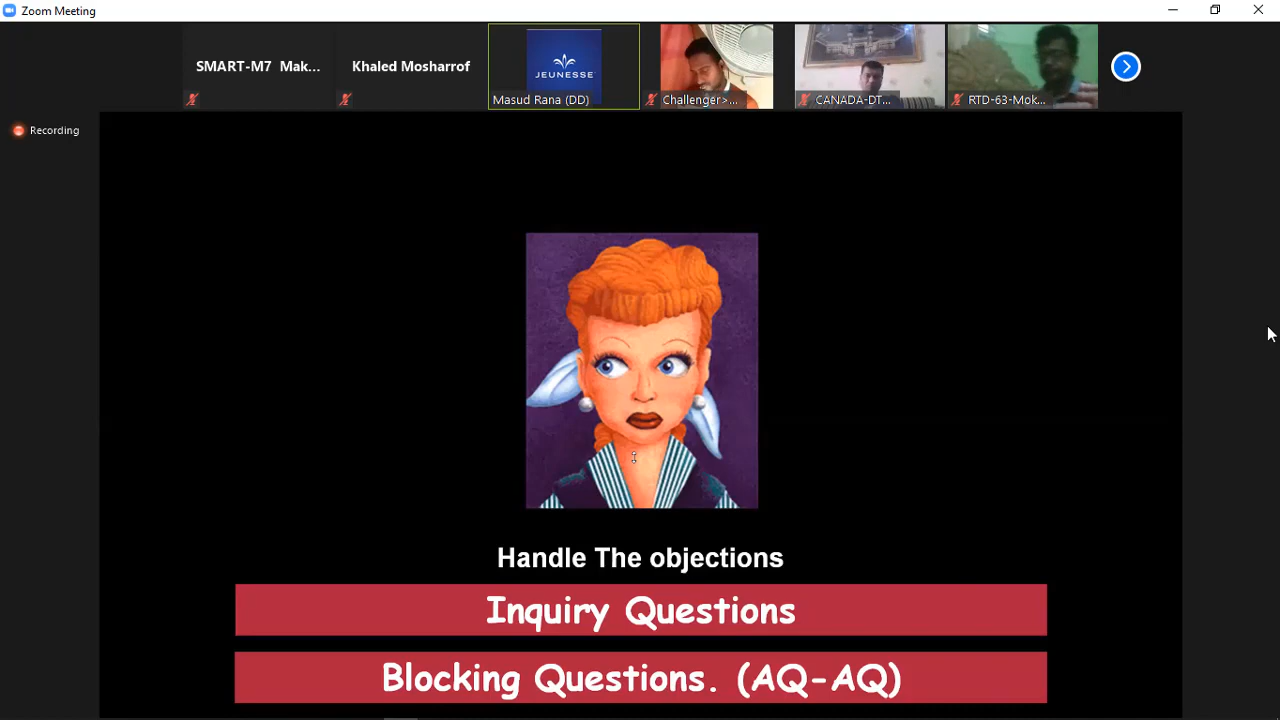 Zoom Meeting
SMART-M7 Mak...
Khaled Mosharrof
JEUNESSE
Masud Rana (DD)
Challenger>...
CANADA-DT...
RTD-63-Mok...
Recording
Handle The objections
Inquiry Questions
Blocking Questions. (AQ-AQ)